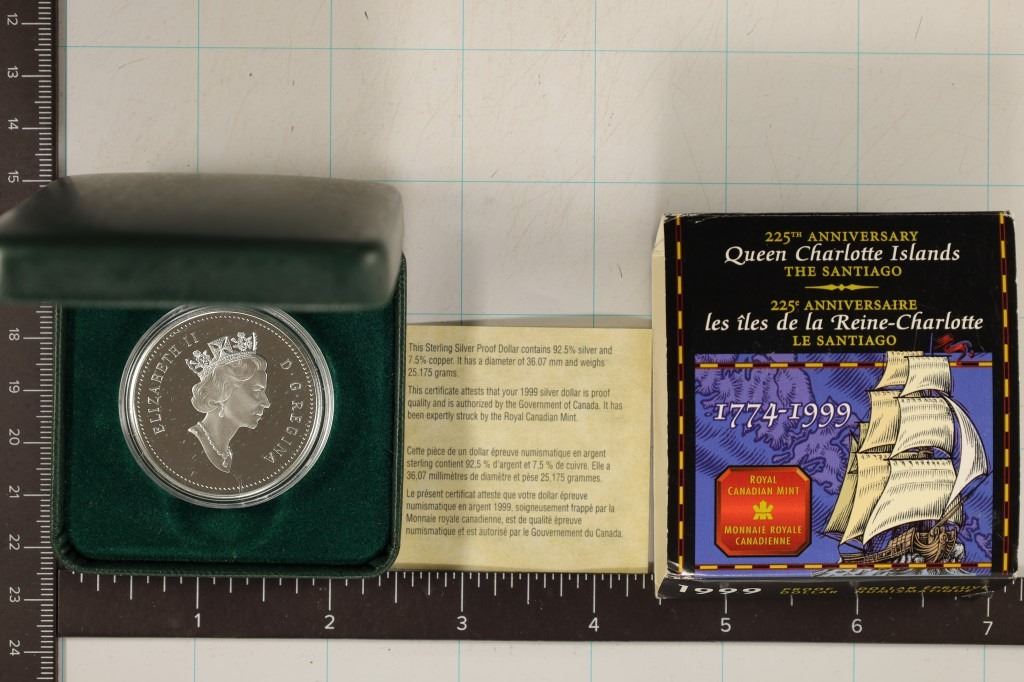 ELIZABETH II D·G·REGINA
This Sterling Silver Proof Dollar contains 92.5% silver and
7.5% copper. It has a diameter of 36.07 mm and weighs
25.175 grams.
This certificate attests that your 1999 silver dollar is proof
quality and is authorized by the Government of Canada. It has
been expertly struck by the Royal Canadian Mint.
Cette pièce de un dollar épreuve numismatique en argent
sterling contient 92,5 % d'argent et 7,5 % de cuivre. Elle a
36,07 millimètres de diamètre et pèse 25,175 grammes.
Le présent certificat atteste que votre dollar épreuve
numismatique en argent 1999, soigneusement frappé par la
Monnaie royale canadienne, est de qualité épreuve
numismatique et est autorisé par le Gouvernement du Canada.
225TH ANNIVERSARY
Queen Charlotte Islands
THE SANTIAGO
225e ANNIVERSAIRE
les îles de la Reine-Charlotte
LE SANTIAGO
1774-1999
ROYAL
CANADIAN MINT
MONNAIE ROYALE
CANADIENNE
1999
12
13
14
15
18
19
20
21
22
23
24
1 2 3 4 5 6 7